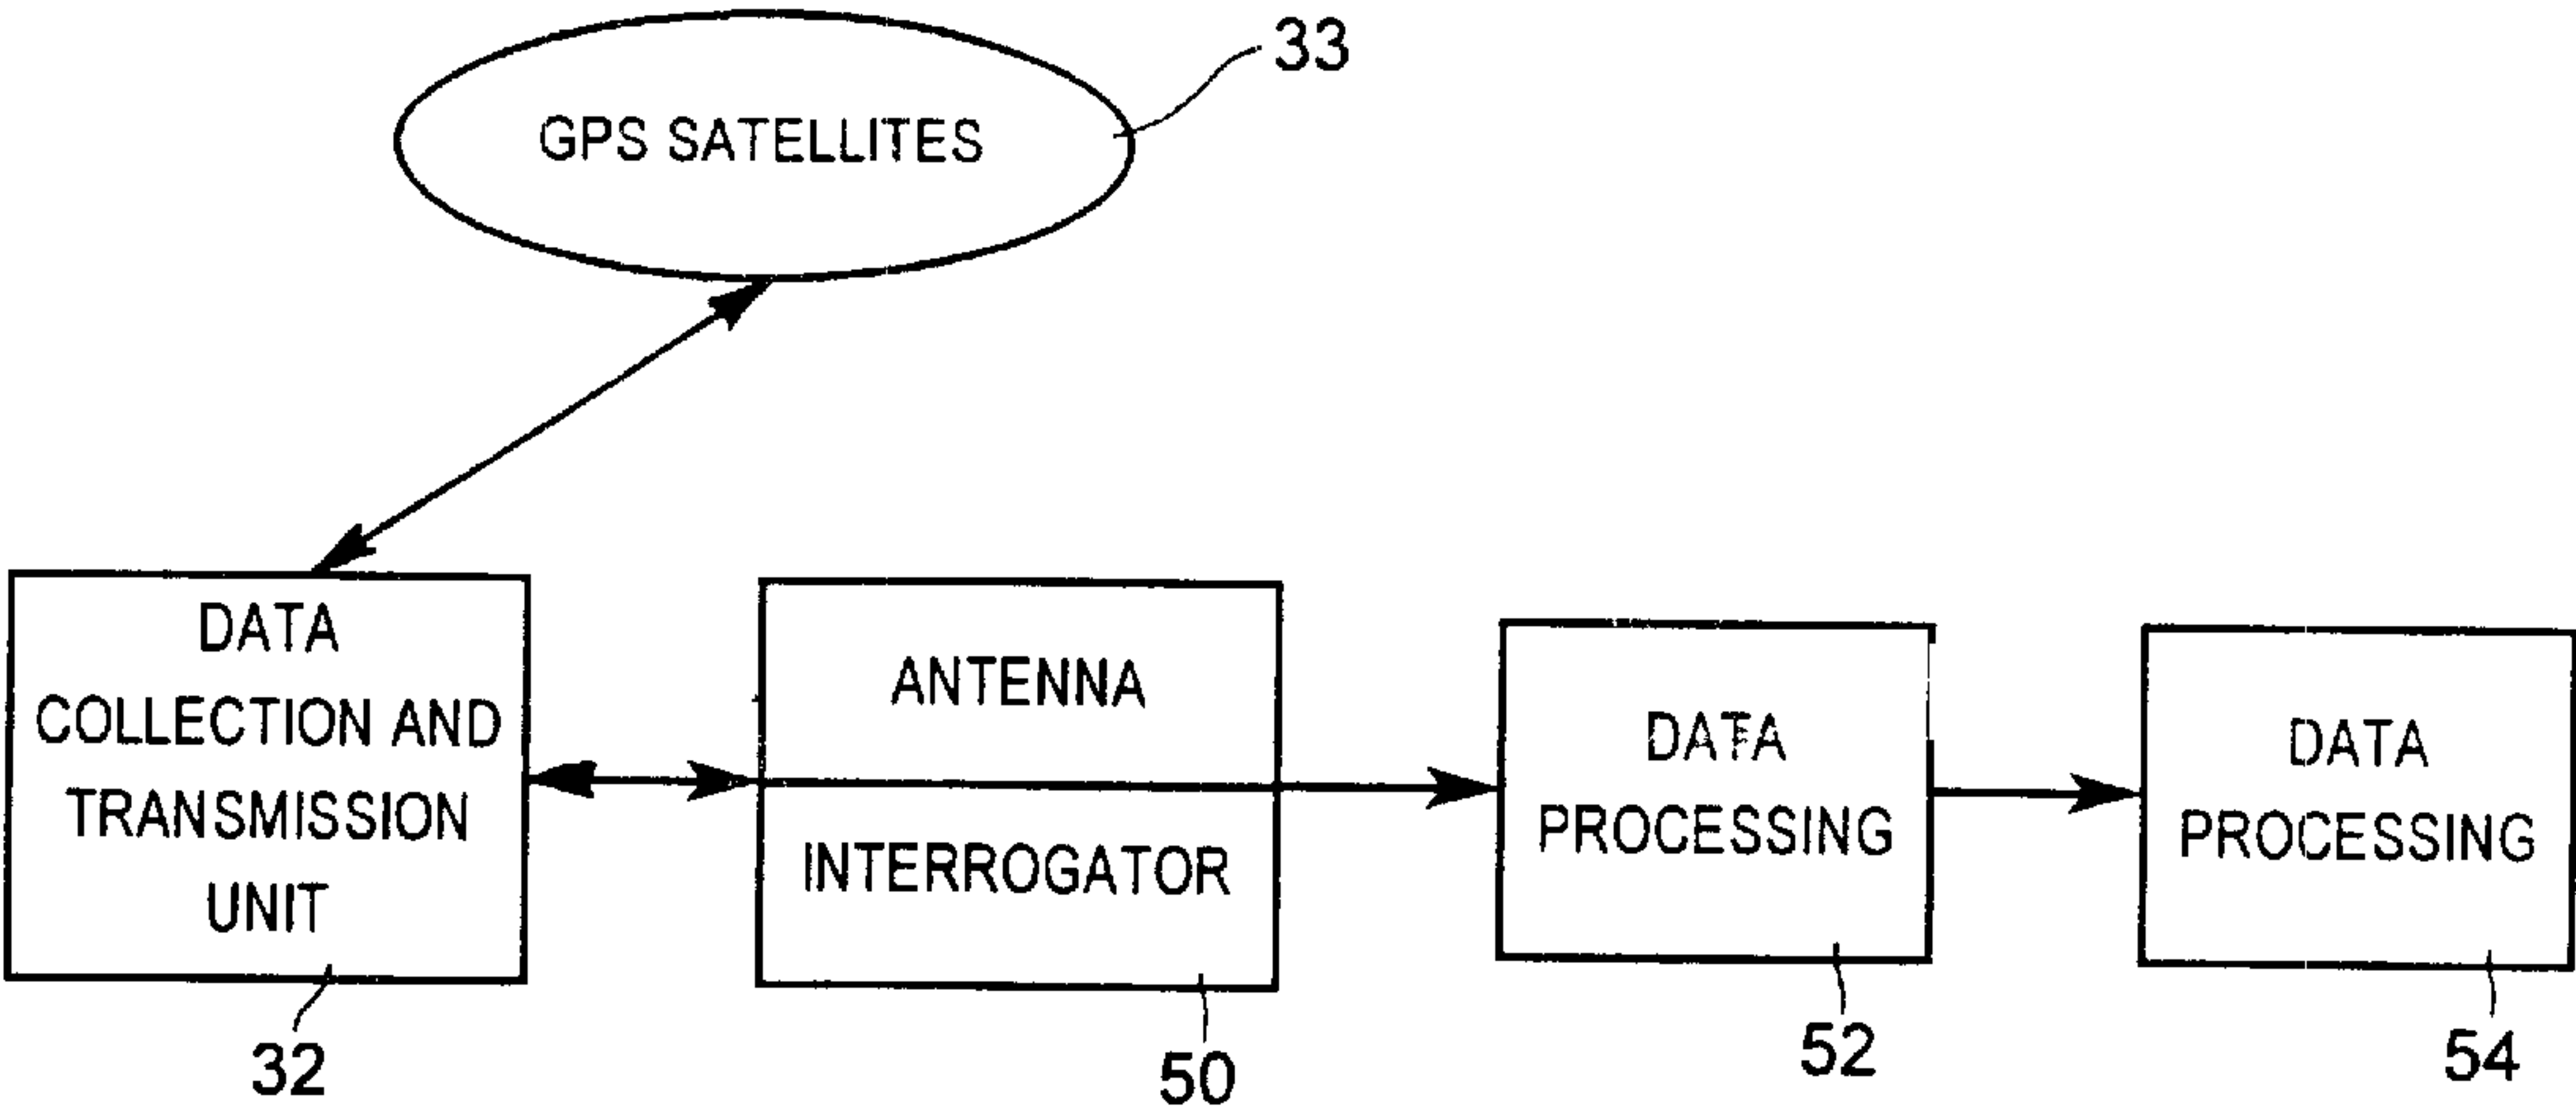 33
GPS SATELLITES
DATA
COLLECTION AND
TRANSMISSION
UNIT
32
ANTENNA
INTERROGATOR
50
DATA
PROCESSING
52
DATA
PROCESSING
54